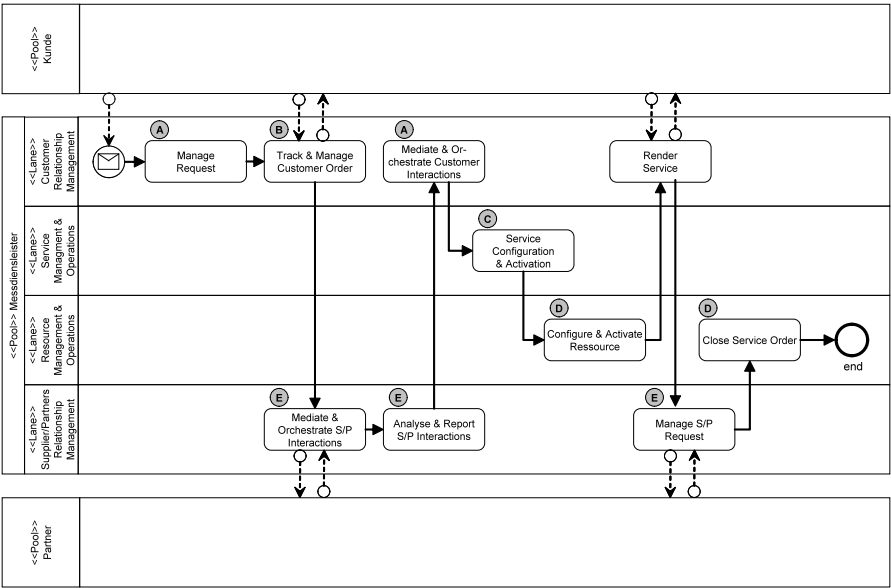 <<Pool>>
Kunde
<<Pool>> Messdiensleister
<<Lane>>
Customer
Relationship
Management
A
Manage
Request
B
Track & Manage
Customer Order
A
Mediate & Or-
chestrate Customer
Interactions
Render
Service
<<Lane>>
Service
Managment &
Operations
C
Service
Configuration
& Activation
<<Lane>>
Resource
Management &
Operations
D
Configure & Activate
Ressource
D
Close Service Order
end
<<Lane>>
Supplier/Partners
Relationship
Management
E
Mediate &
Orchestrate S/P
Interactions
E
Analyse & Report
S/P Interactions
E
Manage S/P
Request
<<Pool>>
Partner